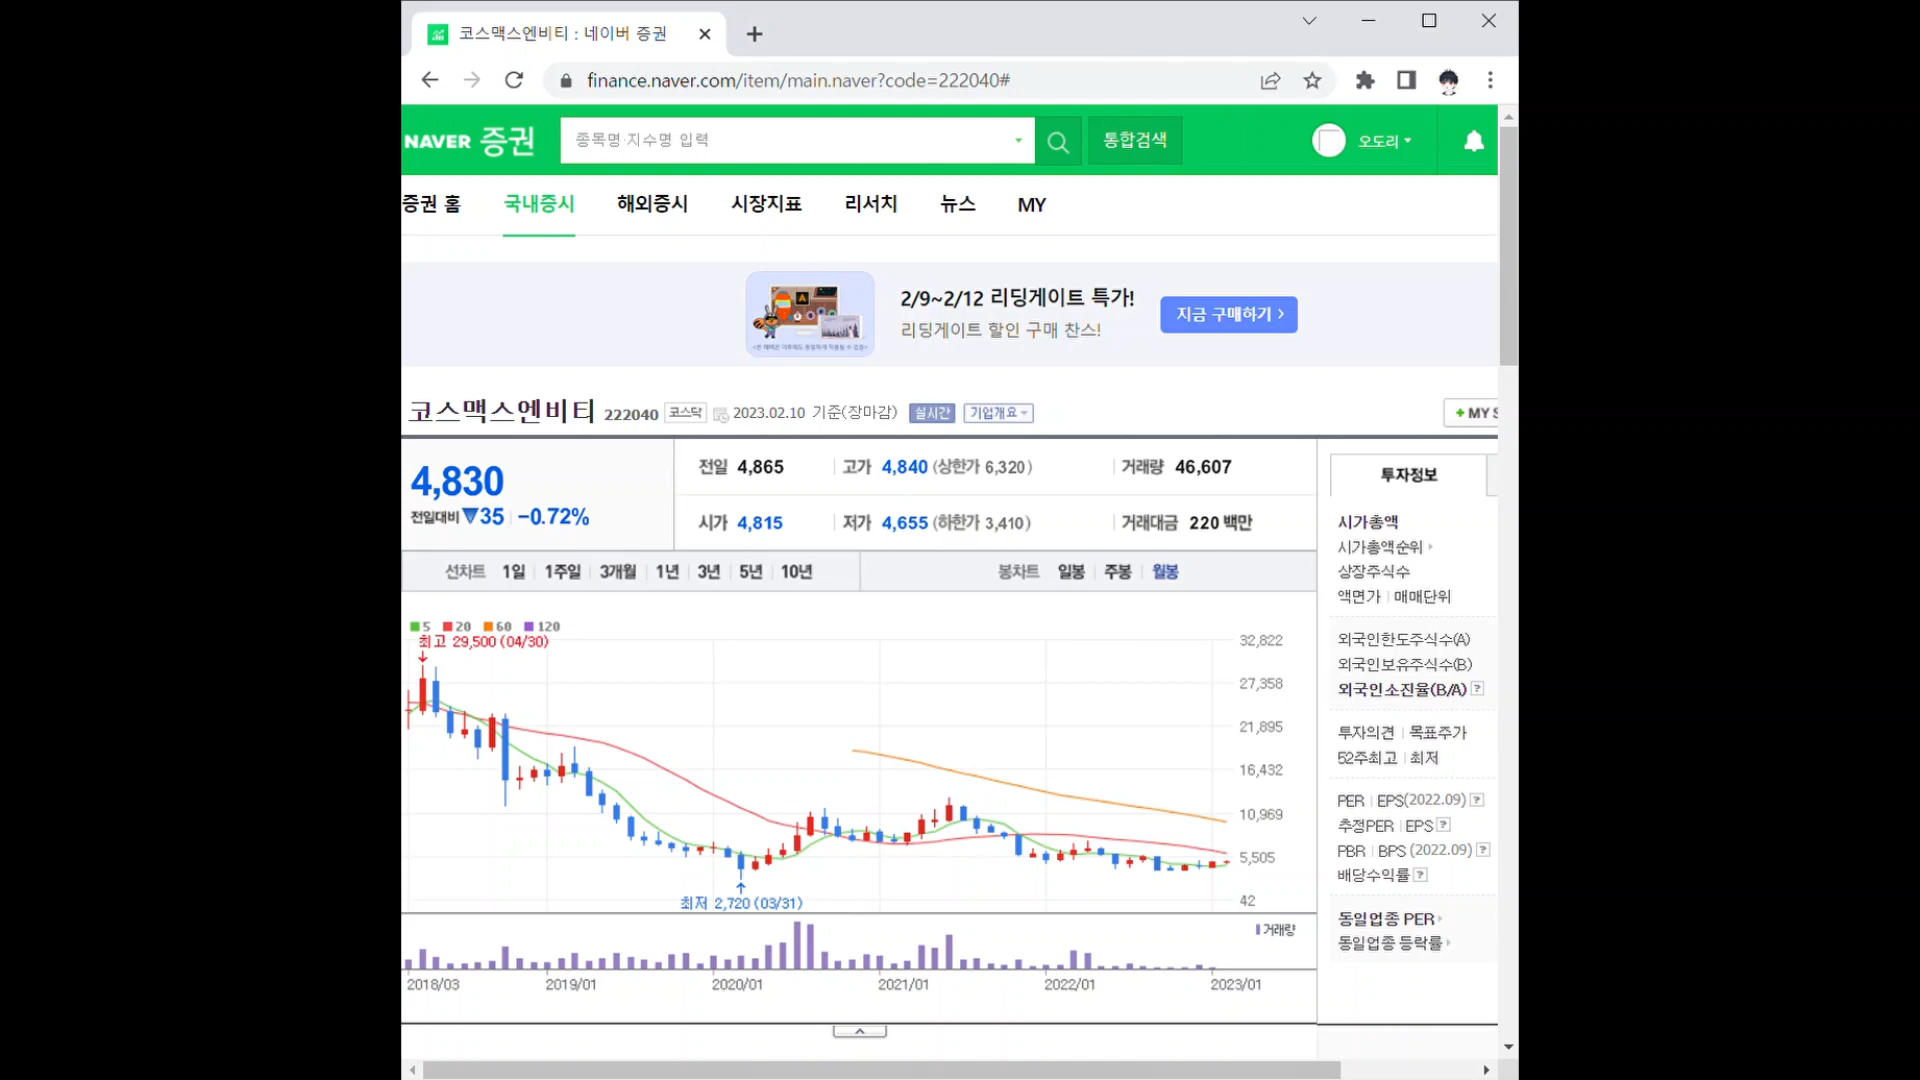 코스맥스엔비티 : 네이버 증권
finance.naver.com/item/main.naver?code=222040#
NAVER 증권 종목명·지수명 입력 통합검색 오도리
증권 홈 국내증시 해외증시 시장지표 리서치 뉴스 MY
2/9~2/12 리딩게이트 특가!
리딩게이트 할인 구매 찬스!
지금 구매하기 ›
코스맥스엔비티 222040 코스닥 2023.02.10 기준(장마감) 실시간 기업개요 + MY S
4,830
전일대비 ▼35 -0.72%
전일 4,865 고가 4,840 (상한가 6,320) 거래량 46,607
시가 4,815 저가 4,655 (하한가 3,410) 거래대금 220 백만
선차트 1일 1주일 3개월 1년 3년 5년 10년 봉차트 일봉 주봉 월봉
5 20 60 120
최고 29,500 (04/30)
32,822
27,358
21,895
16,432
10,969
5,505
42
최저 2,720 (03/31)
거래량
2018/03 2019/01 2020/01 2021/01 2022/01 2023/01
투자정보
시가총액
시가총액순위
상장주식수
액면가 매매단위
외국인한도주식수(A)
외국인보유주식수(B)
외국인소진율(B/A) ?
투자의견 목표주가
52주최고 최저
PER EPS(2022.09) ?
추정PER EPS ?
PBR BPS (2022.09) ?
배당수익률 ?
동일업종 PER
동일업종 등락률